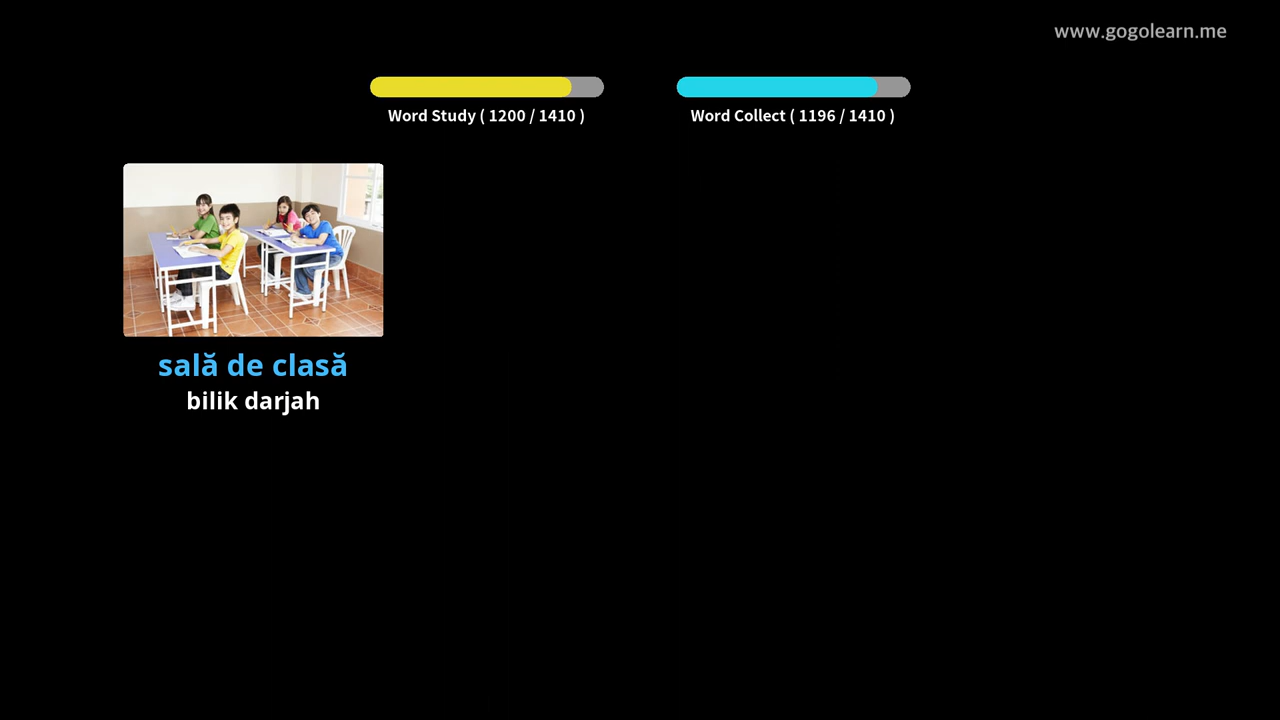 www.gogolearn.me
Word Study ( 1200 / 1410 )
Word Collect ( 1196 / 1410 )
sală de clasă
bilik darjah